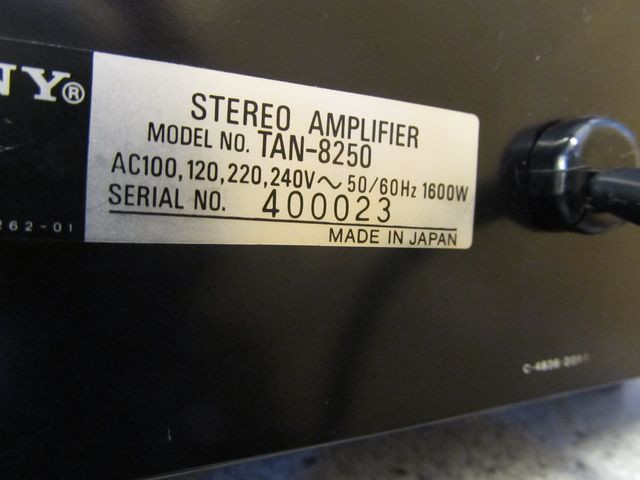 NY®
STEREO AMPLIFIER
MODEL NO. TAN-8250
AC100,120,220,240V～ 50/60Hz 1600W
SERIAL NO. 400023
MADE IN JAPAN
262-01